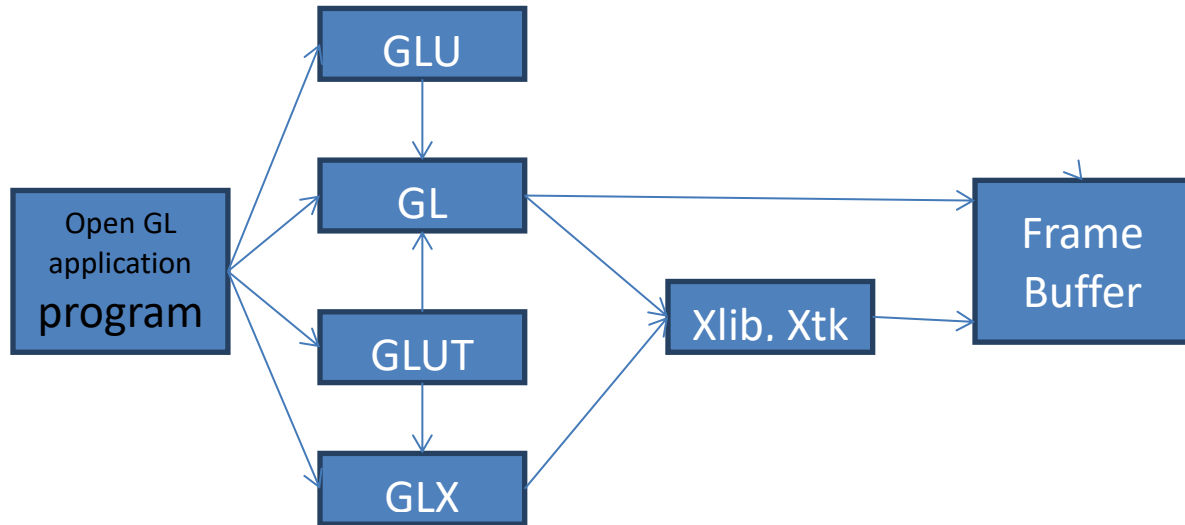 GLU
GL
Open GL
application
program
GLUT
GLX
Xlib. Xtk
Frame
Buffer